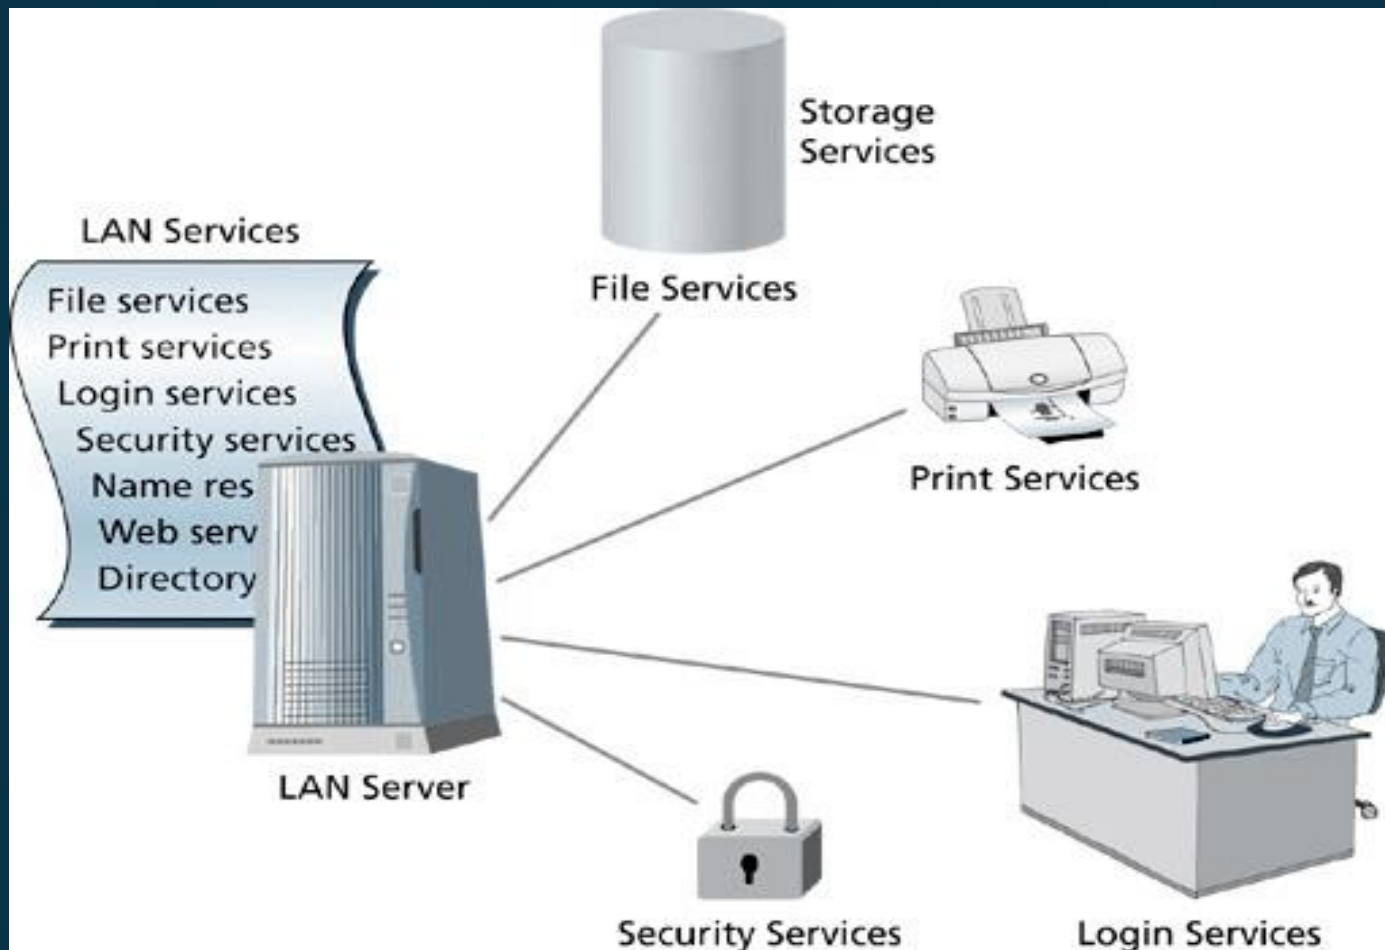 Storage
Services
File Services
LAN Services
File services
Print services
Login services
Security services
Name res
Web serv
Directory
Print Services
LAN Server
Security Services
Login Services